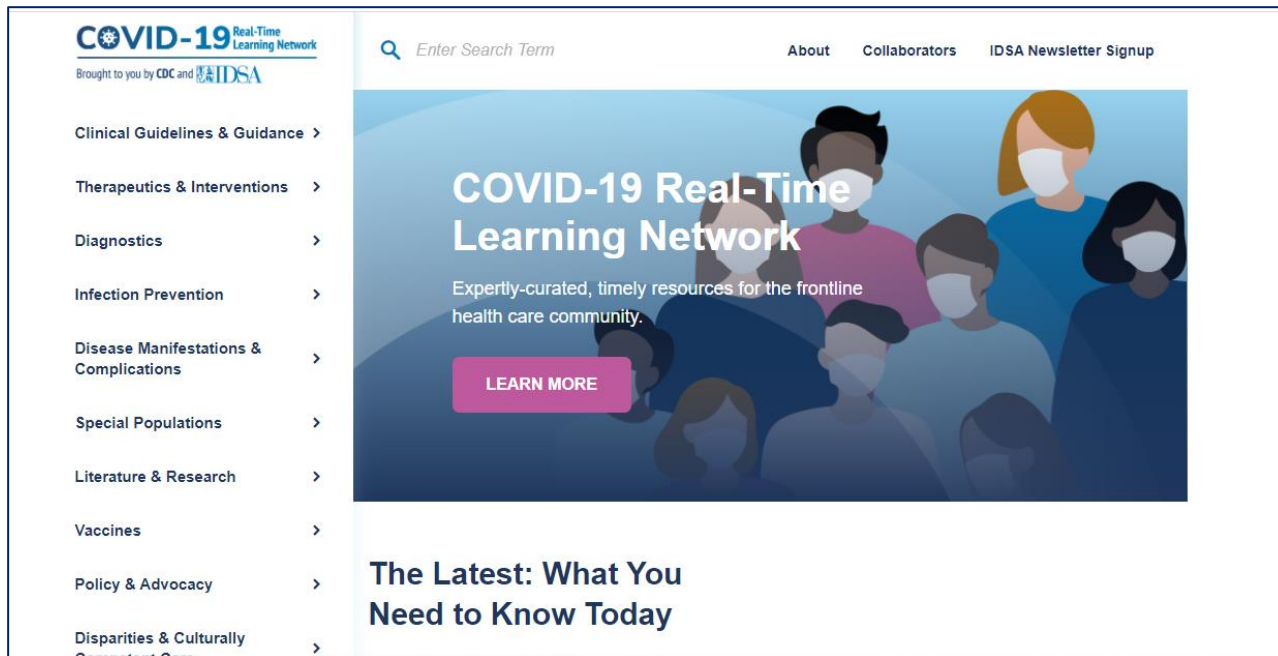 COVID-19 Real-Time
Learning Network
Brought to you by CDC and IDSA
Enter Search Term
About
Collaborators
IDSA Newsletter Signup
Clinical Guidelines & Guidance
Therapeutics & Interventions
Diagnostics
Infection Prevention
Disease Manifestations &
Complications
Special Populations
Literature & Research
Vaccines
Policy & Advocacy
Disparities & Culturally
COVID-19 Real-Time
Learning Network
Expertly-curated, timely resources for the frontline
health care community.
LEARN MORE
The Latest: What You
Need to Know Today